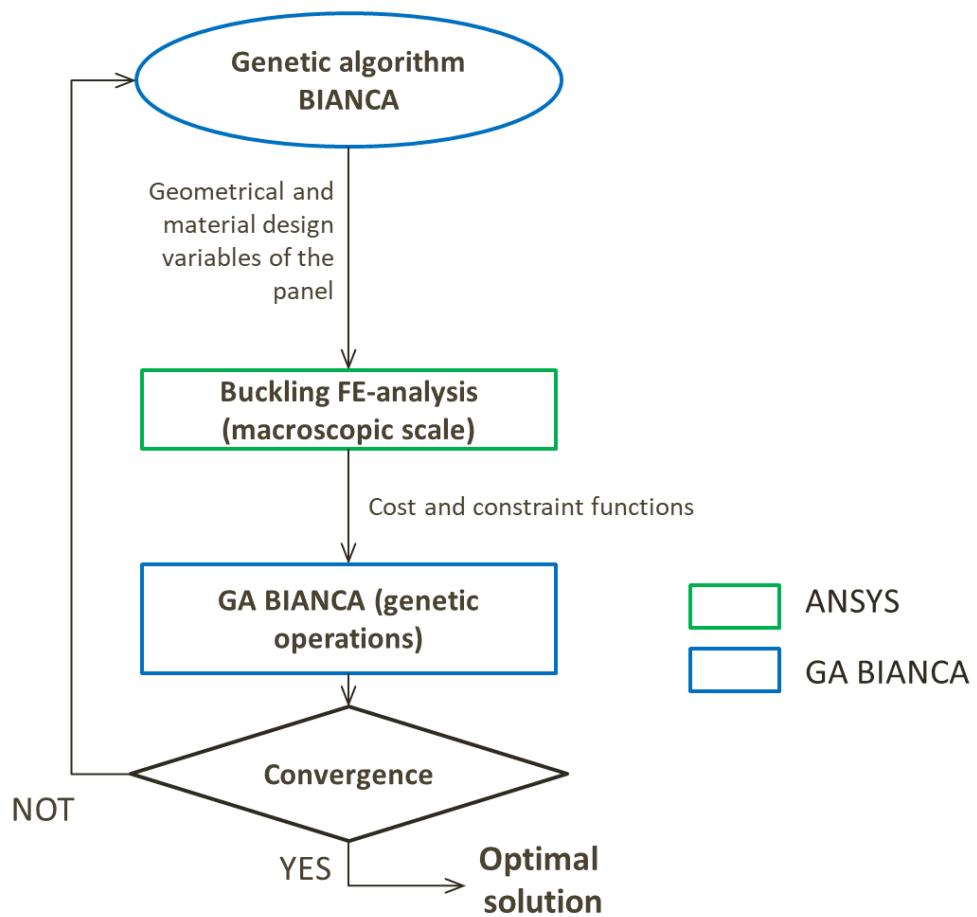 Genetic algorithm
BIANCA
Geometrical and
material design
variables of the
panel
Buckling FE-analysis
(macroscopic scale)
Cost and constraint functions
GA BIANCA (genetic
operations)
ANSYS
GA BIANCA
Convergence
NOT
YES
Optimal
solution